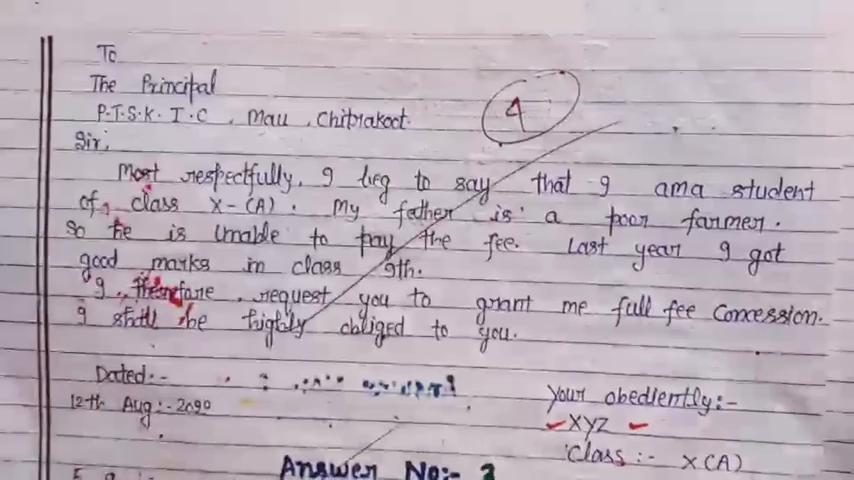 To
The Principal
P.T.S.K. I.C, Mau, Chitrakoot.
4
Sir,
Most respectfully, I beg to say that I ama student
of class X-(A). My father is a poor farmer.
so he is unable to pay the fee. Last year I got
good marks in class 9th.
I, Therefore, request you to grant me full fee concession.
I shall be highly obliged to you.
Dated:-
12th Aug:-
Your obediently:-
XYZ
Class:- X(A)
Answer No:- 3